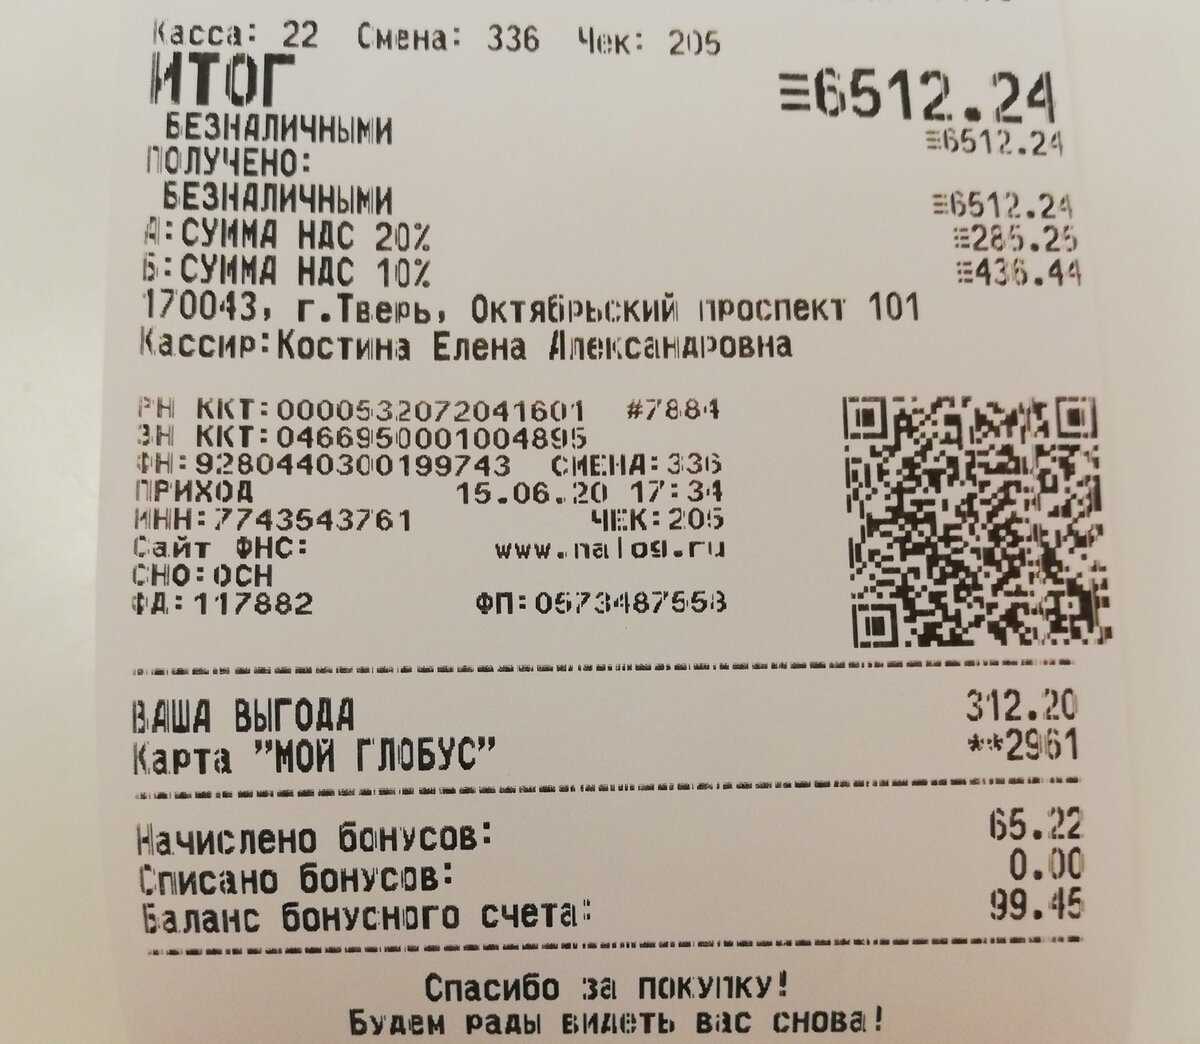 Касса: 22 Смена: 336 Чек: 205
ИТОГ ≡6512.24
БЕЗНАЛИЧНЫМИ ≡6512.24
ПОЛУЧЕНО:
БЕЗНАЛИЧНЫМИ ≡6512.24
А:СУММА НДС 20% ≡285.25
Б:СУММА НДС 10% ≡436.44
170043, г.Тверь, Октябрьский проспект 101
Кассир:Костина Елена Александровна
РН ККТ:0000532072041601 #7884
ЗН ККТ:0466950001004895
ФН:9280440300199743 СМЕНА:336
ПРИХОД 15.06.20 17:34
ИНН:7743543761 ЧЕК:205
Сайт ФНС: www.nalog.ru
СНО:ОСН
ФД:117882 ФП:0573487558
ВАША ВЫГОДА 312.20
Карта "МОЙ ГЛОБУС" **2961
Начислено бонусов: 65.22
Списано бонусов: 0.00
Баланс бонусного счета: 99.45
Спасибо за покупку!
Будем рады видеть вас снова!